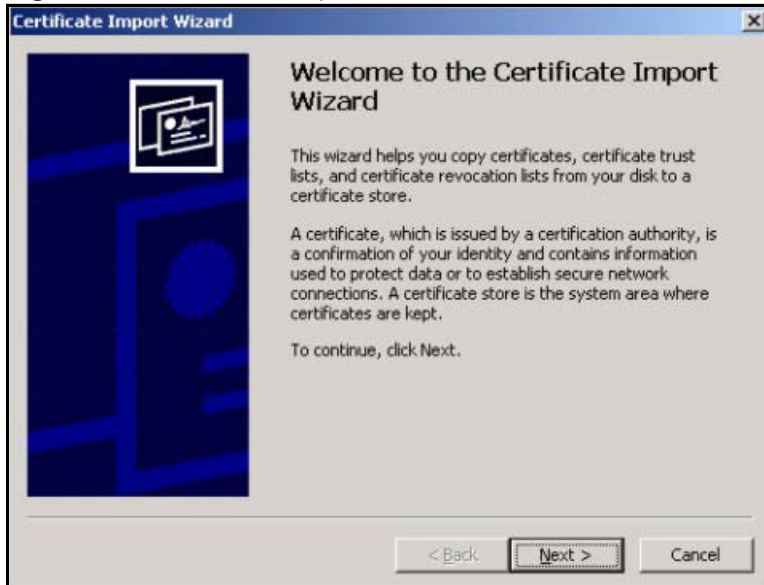 Certificate Import Wizard
Welcome to the Certificate Import
Wizard
This wizard helps you copy certificates, certificate trust
lists, and certificate revocation lists from your disk to a
certificate store.
A certificate, which is issued by a certification authority, is
a confirmation of your identity and contains information
used to protect data or to establish secure network
connections. A certificate store is the system area where
certificates are kept.
To continue, click Next.
< Back Next > Cancel